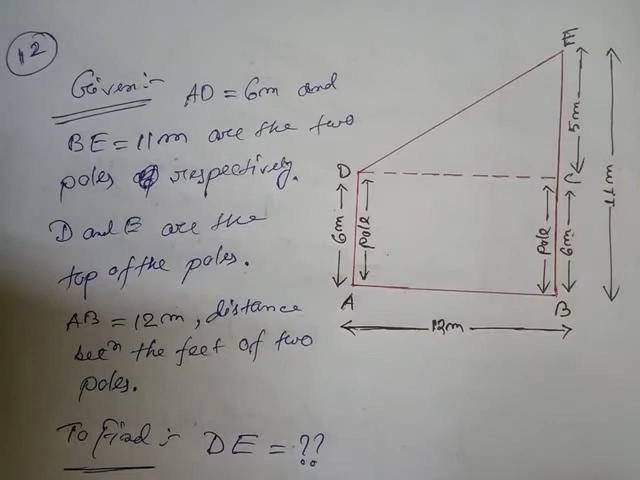 12
Given :-
AD = 6m and
BE = 11m are the two
poles respectively.
D and E are the
top of the poles.
AB = 12m, distance
betn the feet of two
poles.
To Find :- DE = ??
E
D
C
A
B
6m
pole
pole
6m
5m
11m
12m